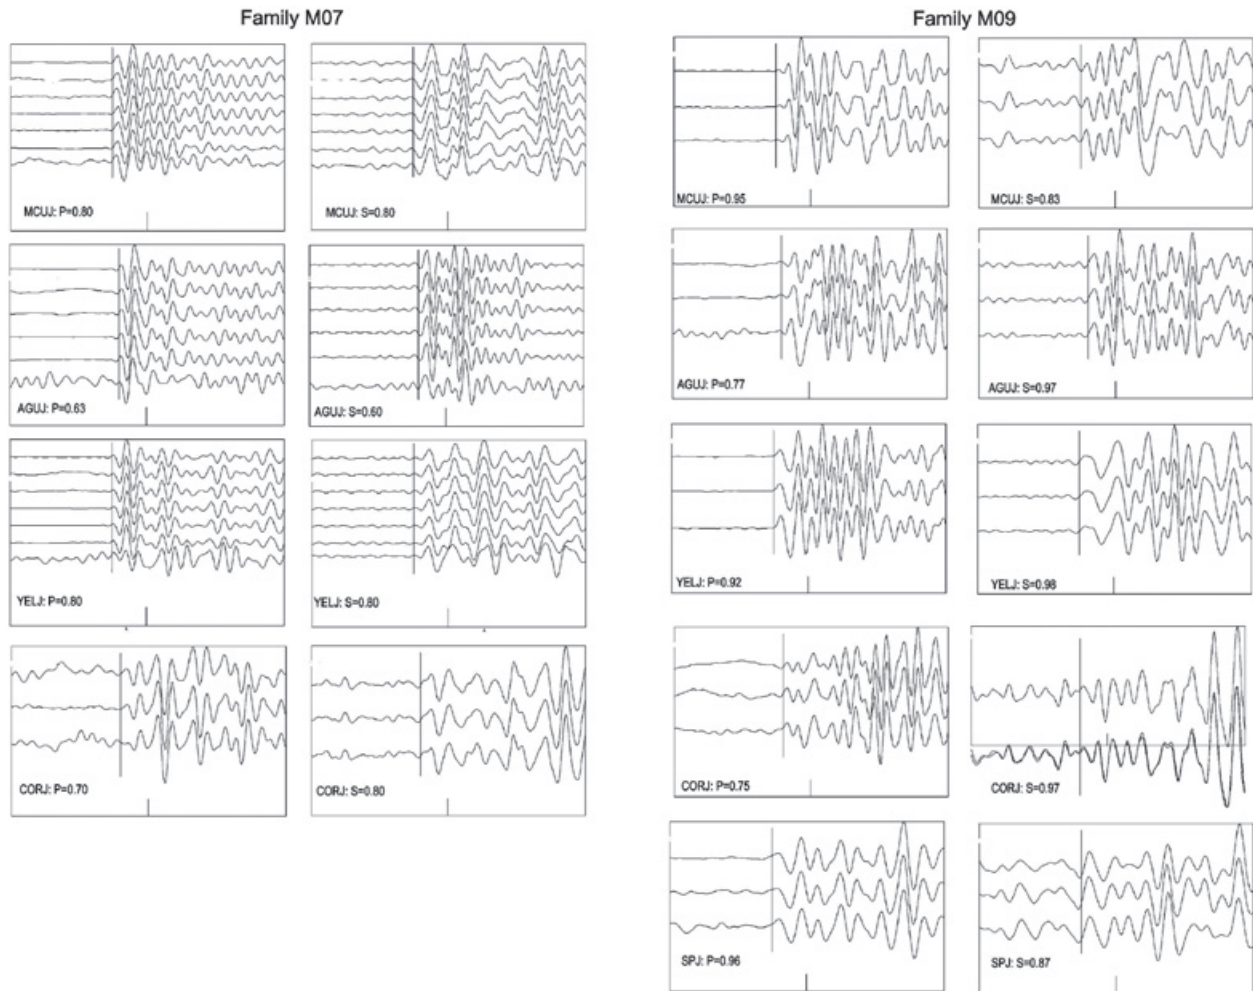 Family M07
Family M09
MCUJ: P=0.80
MCUJ: S=0.80
MCUJ: P=0.95
MCUJ: S=0.83
AGUJ: P=0.63
AGUJ: S=0.60
AGUJ: P=0.77
AGUJ: S=0.97
YELJ: P=0.80
YELJ: S=0.80
YELJ: P=0.92
YELJ: S=0.98
CORJ: P=0.70
CORJ: S=0.80
CORJ: P=0.75
CORJ: S=0.97
SPJ: P=0.96
SPJ: S=0.87